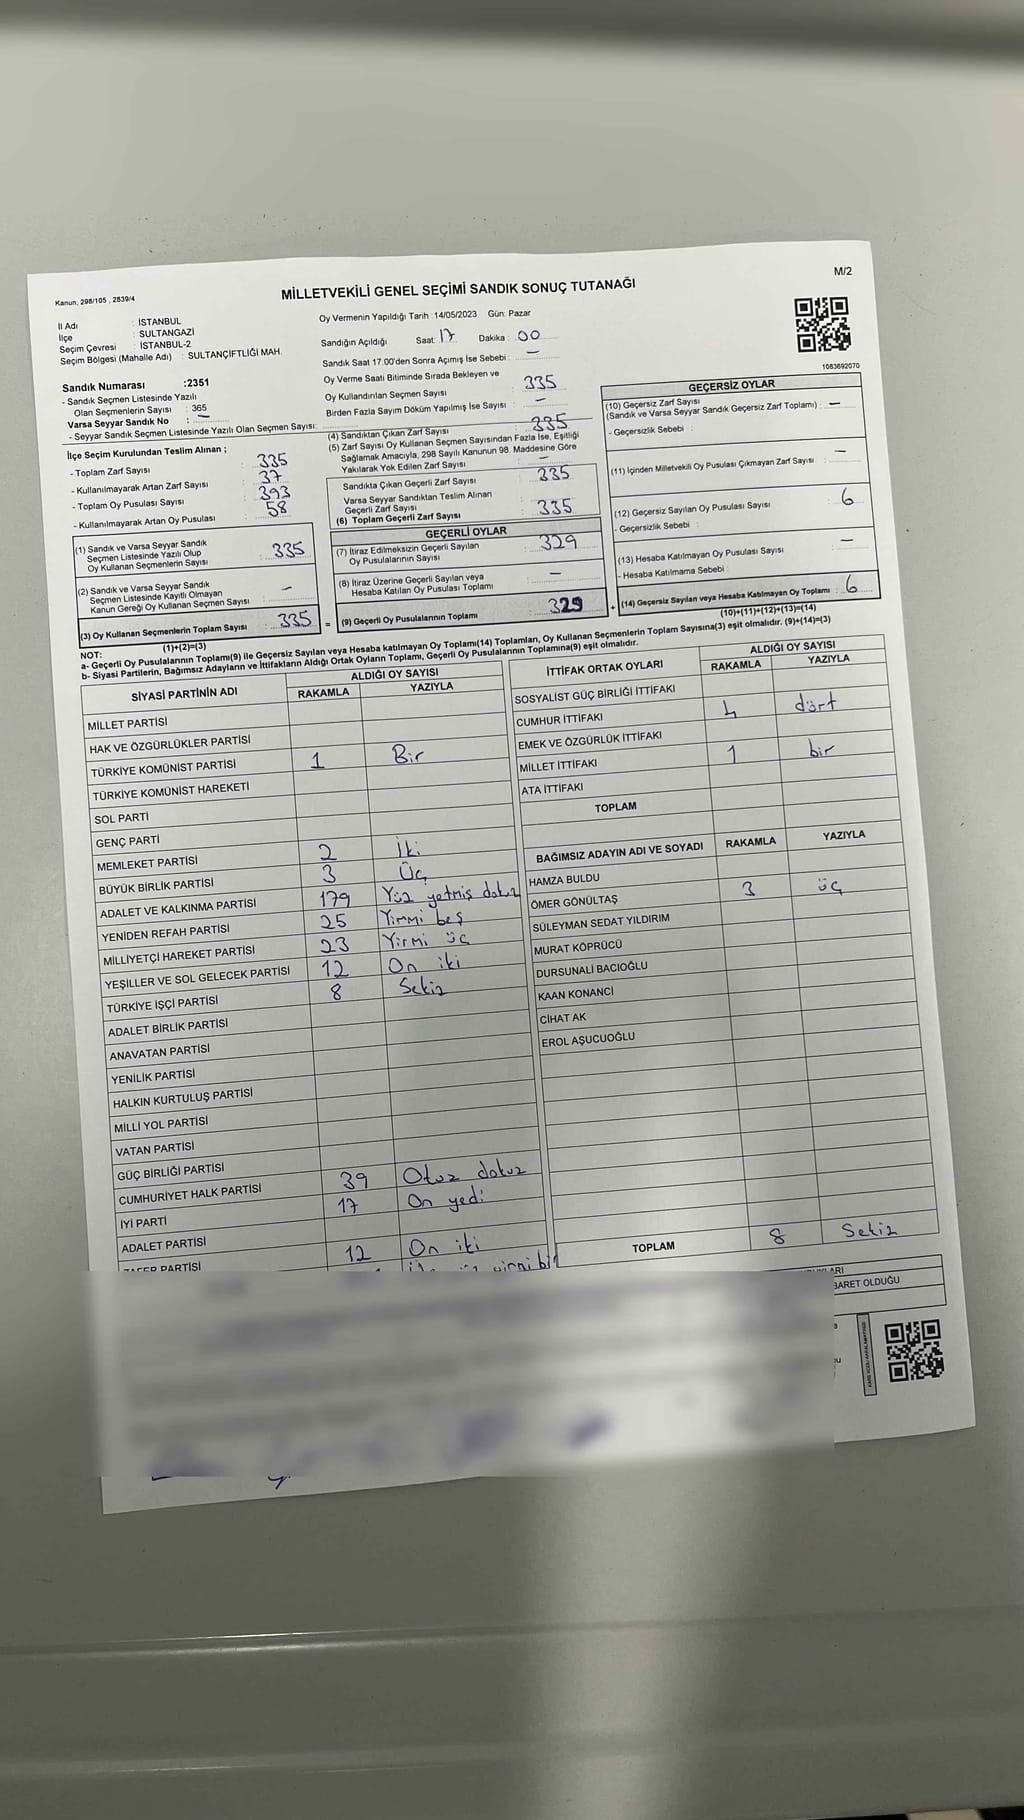 Kanun, 298/105 , 2839/4
M/2
MİLLETVEKİLİ GENEL SEÇİMİ SANDIK SONUÇ TUTANAĞI
İl Adı : İSTANBUL
İlçe : SULTANGAZİ
Seçim Çevresi : İSTANBUL-2
Seçim Bölgesi (Mahalle Adı) : SULTANÇİFTLİĞİ MAH.
Oy Vermenin Yapıldığı Tarih :14/05/2023 Gün: Pazar
Sandığın Açıldığı Saat: 17 Dakika : 00
Sandık Saat 17:00'den Sonra Açımış İse Sebebi : —
Oy Verme Saati Bitiminde Sırada Bekleyen ve
Oy Kullandırılan Seçmen Sayısı : 335
Birden Fazla Sayım Döküm Yapılmış İse Sayısı : —
1083692070
Sandık Numarası :2351
- Sandık Seçmen Listesinde Yazılı
Olan Seçmenlerin Sayısı : 365
Varsa Seyyar Sandık No : —
- Seyyar Sandık Seçmen Listesinde Yazılı Olan Seçmen Sayısı:
İlçe Seçim Kurulundan Teslim Alınan ;
- Toplam Zarf Sayısı : 335
- Kullanılmayarak Artan Zarf Sayısı : 37
- Toplam Oy Pusulası Sayısı : 393
- Kullanılmayarak Artan Oy Pusulası : 58
(1) Sandık ve Varsa Seyyar Sandık
Seçmen Listesinde Yazılı Olup
Oy Kullanan Seçmenlerin Sayısı : 335
(2) Sandık ve Varsa Seyyar Sandık
Seçmen Listesinde Kayıtlı Olmayan
Kanun Gereği Oy Kullanan Seçmen Sayısı : —
(3) Oy Kullanan Seçmenlerin Toplam Sayısı : 335 =
(1)+(2)=(3)
(4) Sandıktan Çıkan Zarf Sayısı : 335
(5) Zarf Sayısı Oy Kullanan Seçmen Sayısından Fazla İse, Eşitliği
Sağlamak Amacıyla, 298 Sayılı Kanunun 98. Maddesine Göre
Yakılarak Yok Edilen Zarf Sayısı : —
Sandıkta Çıkan Geçerli Zarf Sayısı : 335
Varsa Seyyar Sandıktan Teslim Alınan
Geçerli Zarf Sayısı
(6) Toplam Geçerli Zarf Sayısı : 335
GEÇERLİ OYLAR
(7) İtiraz Edilmeksizin Geçerli Sayılan
Oy Pusulalarının Sayısı : 329
(8) İtiraz Üzerine Geçerli Sayılan veya
Hesaba Katılan Oy Pusulası Toplamı : —
(9) Geçerli Oy Pusulalarının Toplamı : 329 +
GEÇERSİZ OYLAR
(10) Geçersiz Zarf Sayısı
(Sandık ve Varsa Seyyar Sandık Geçersiz Zarf Toplamı) : —
- Geçersizlik Sebebi :
(11) İçinden Milletvekili Oy Pusulası Çıkmayan Zarf Sayısı : —
(12) Geçersiz Sayılan Oy Pusulası Sayısı : 6
- Geçersizlik Sebebi :
(13) Hesaba Katılmayan Oy Pusulası Sayısı : —
- Hesaba Katılmama Sebebi :
(14) Geçersiz Sayılan veya Hesaba Katılmayan Oy Toplamı : 6
(10)+(11)+(12)+(13)=(14)
NOT:
a- Geçerli Oy Pusulalarının Toplamı(9) ile Geçersiz Sayılan veya Hesaba katılmayan Oy Toplamı(14) Toplamları, Oy Kullanan Seçmenlerin Toplam Sayısına(3) eşit olmalıdır. (9)+(14)=(3)
b- Siyasi Partilerin, Bağımsız Adayların ve İttifakların Aldığı Ortak Oyların Toplamı, Geçerli Oy Pusulalarının Toplamına(9) eşit olmalıdır.
SİYASİ PARTİNİN ADI ALDIĞI OY SAYISI
RAKAMLA YAZIYLA
MİLLET PARTİSİ
HAK VE ÖZGÜRLÜKLER PARTİSİ
TÜRKİYE KOMÜNİST PARTİSİ 1 Bir
TÜRKİYE KOMÜNİST HAREKETİ
SOL PARTİ
GENÇ PARTİ
MEMLEKET PARTİSİ 2 İki
BÜYÜK BİRLİK PARTİSİ 3 Üç
ADALET VE KALKINMA PARTİSİ 179 Yüz yetmiş dokuz
YENİDEN REFAH PARTİSİ 25 Yirmi beş
MİLLİYETÇİ HAREKET PARTİSİ 23 Yirmi üç
YEŞİLLER VE SOL GELECEK PARTİSİ 12 On iki
TÜRKİYE İŞÇİ PARTİSİ 8 Sekiz
ADALET BİRLİK PARTİSİ
ANAVATAN PARTİSİ
YENİLİK PARTİSİ
HALKIN KURTULUŞ PARTİSİ
MİLLİ YOL PARTİSİ
VATAN PARTİSİ
GÜÇ BİRLİĞİ PARTİSİ
CUMHURİYET HALK PARTİSİ 39 Otuz dokuz
İYİ PARTİ 17 On yedi
ADALET PARTİSİ
ZAFER PARTİSİ 12 On iki
yirmi bir
İTTİFAK ORTAK OYLARI ALDIĞI OY SAYISI
RAKAMLA YAZIYLA
SOSYALİST GÜÇ BİRLİĞİ İTTİFAKI
CUMHUR İTTİFAKI 4 dört
EMEK VE ÖZGÜRLÜK İTTİFAKI
MİLLET İTTİFAKI 1 bir
ATA İTTİFAKI
TOPLAM
BAĞIMSIZ ADAYIN ADI VE SOYADI RAKAMLA YAZIYLA
HAMZA BULDU
ÖMER GÖNÜLTAŞ 3 üç
SÜLEYMAN SEDAT YILDIRIM
MURAT KÖPRÜCÜ
DURSUNALİ BACIOĞLU
KAAN KONANCİ
CİHAT AK
EROL AŞUCUOĞLU
TOPLAM 8 Sekiz
BARET OLDUĞU